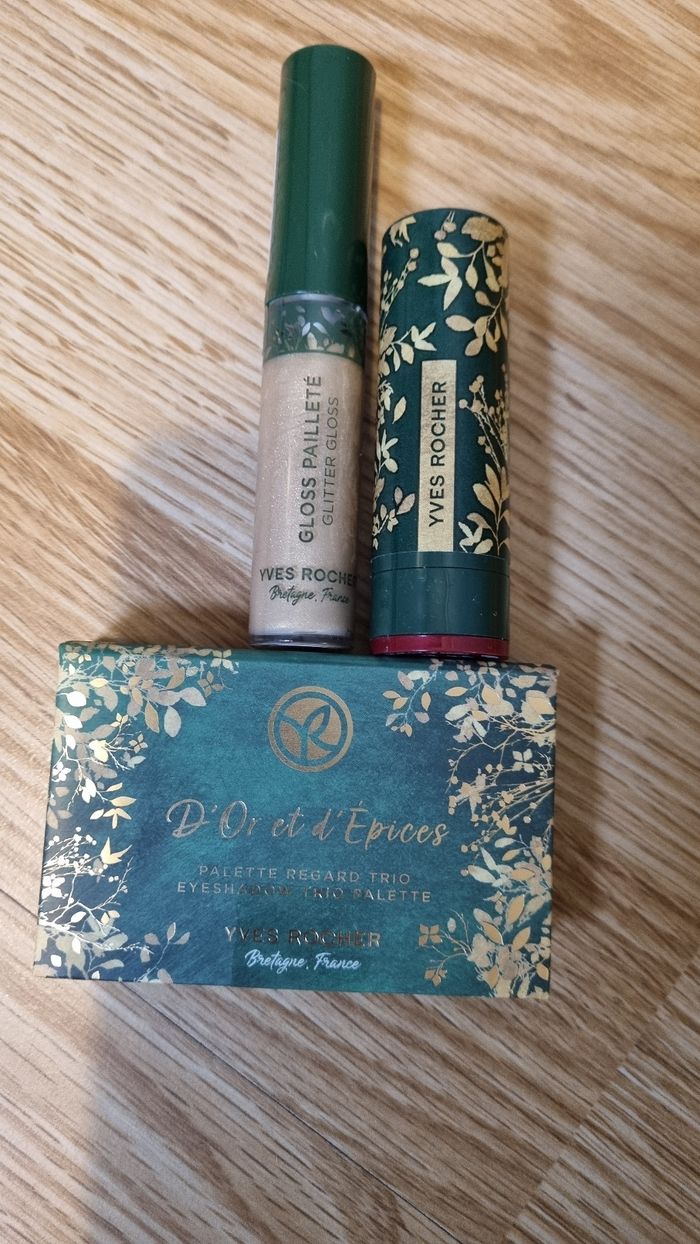 GLOSS PAILLETÉ
GLITTER GLOSS
YVES ROCHER
Bretagne, France
YVES ROCHER
D'Or et d'Épices
PALETTE REGARD TRIO
EYESHADOW TRIO PALETTE
YVES ROCHER
Bretagne, France